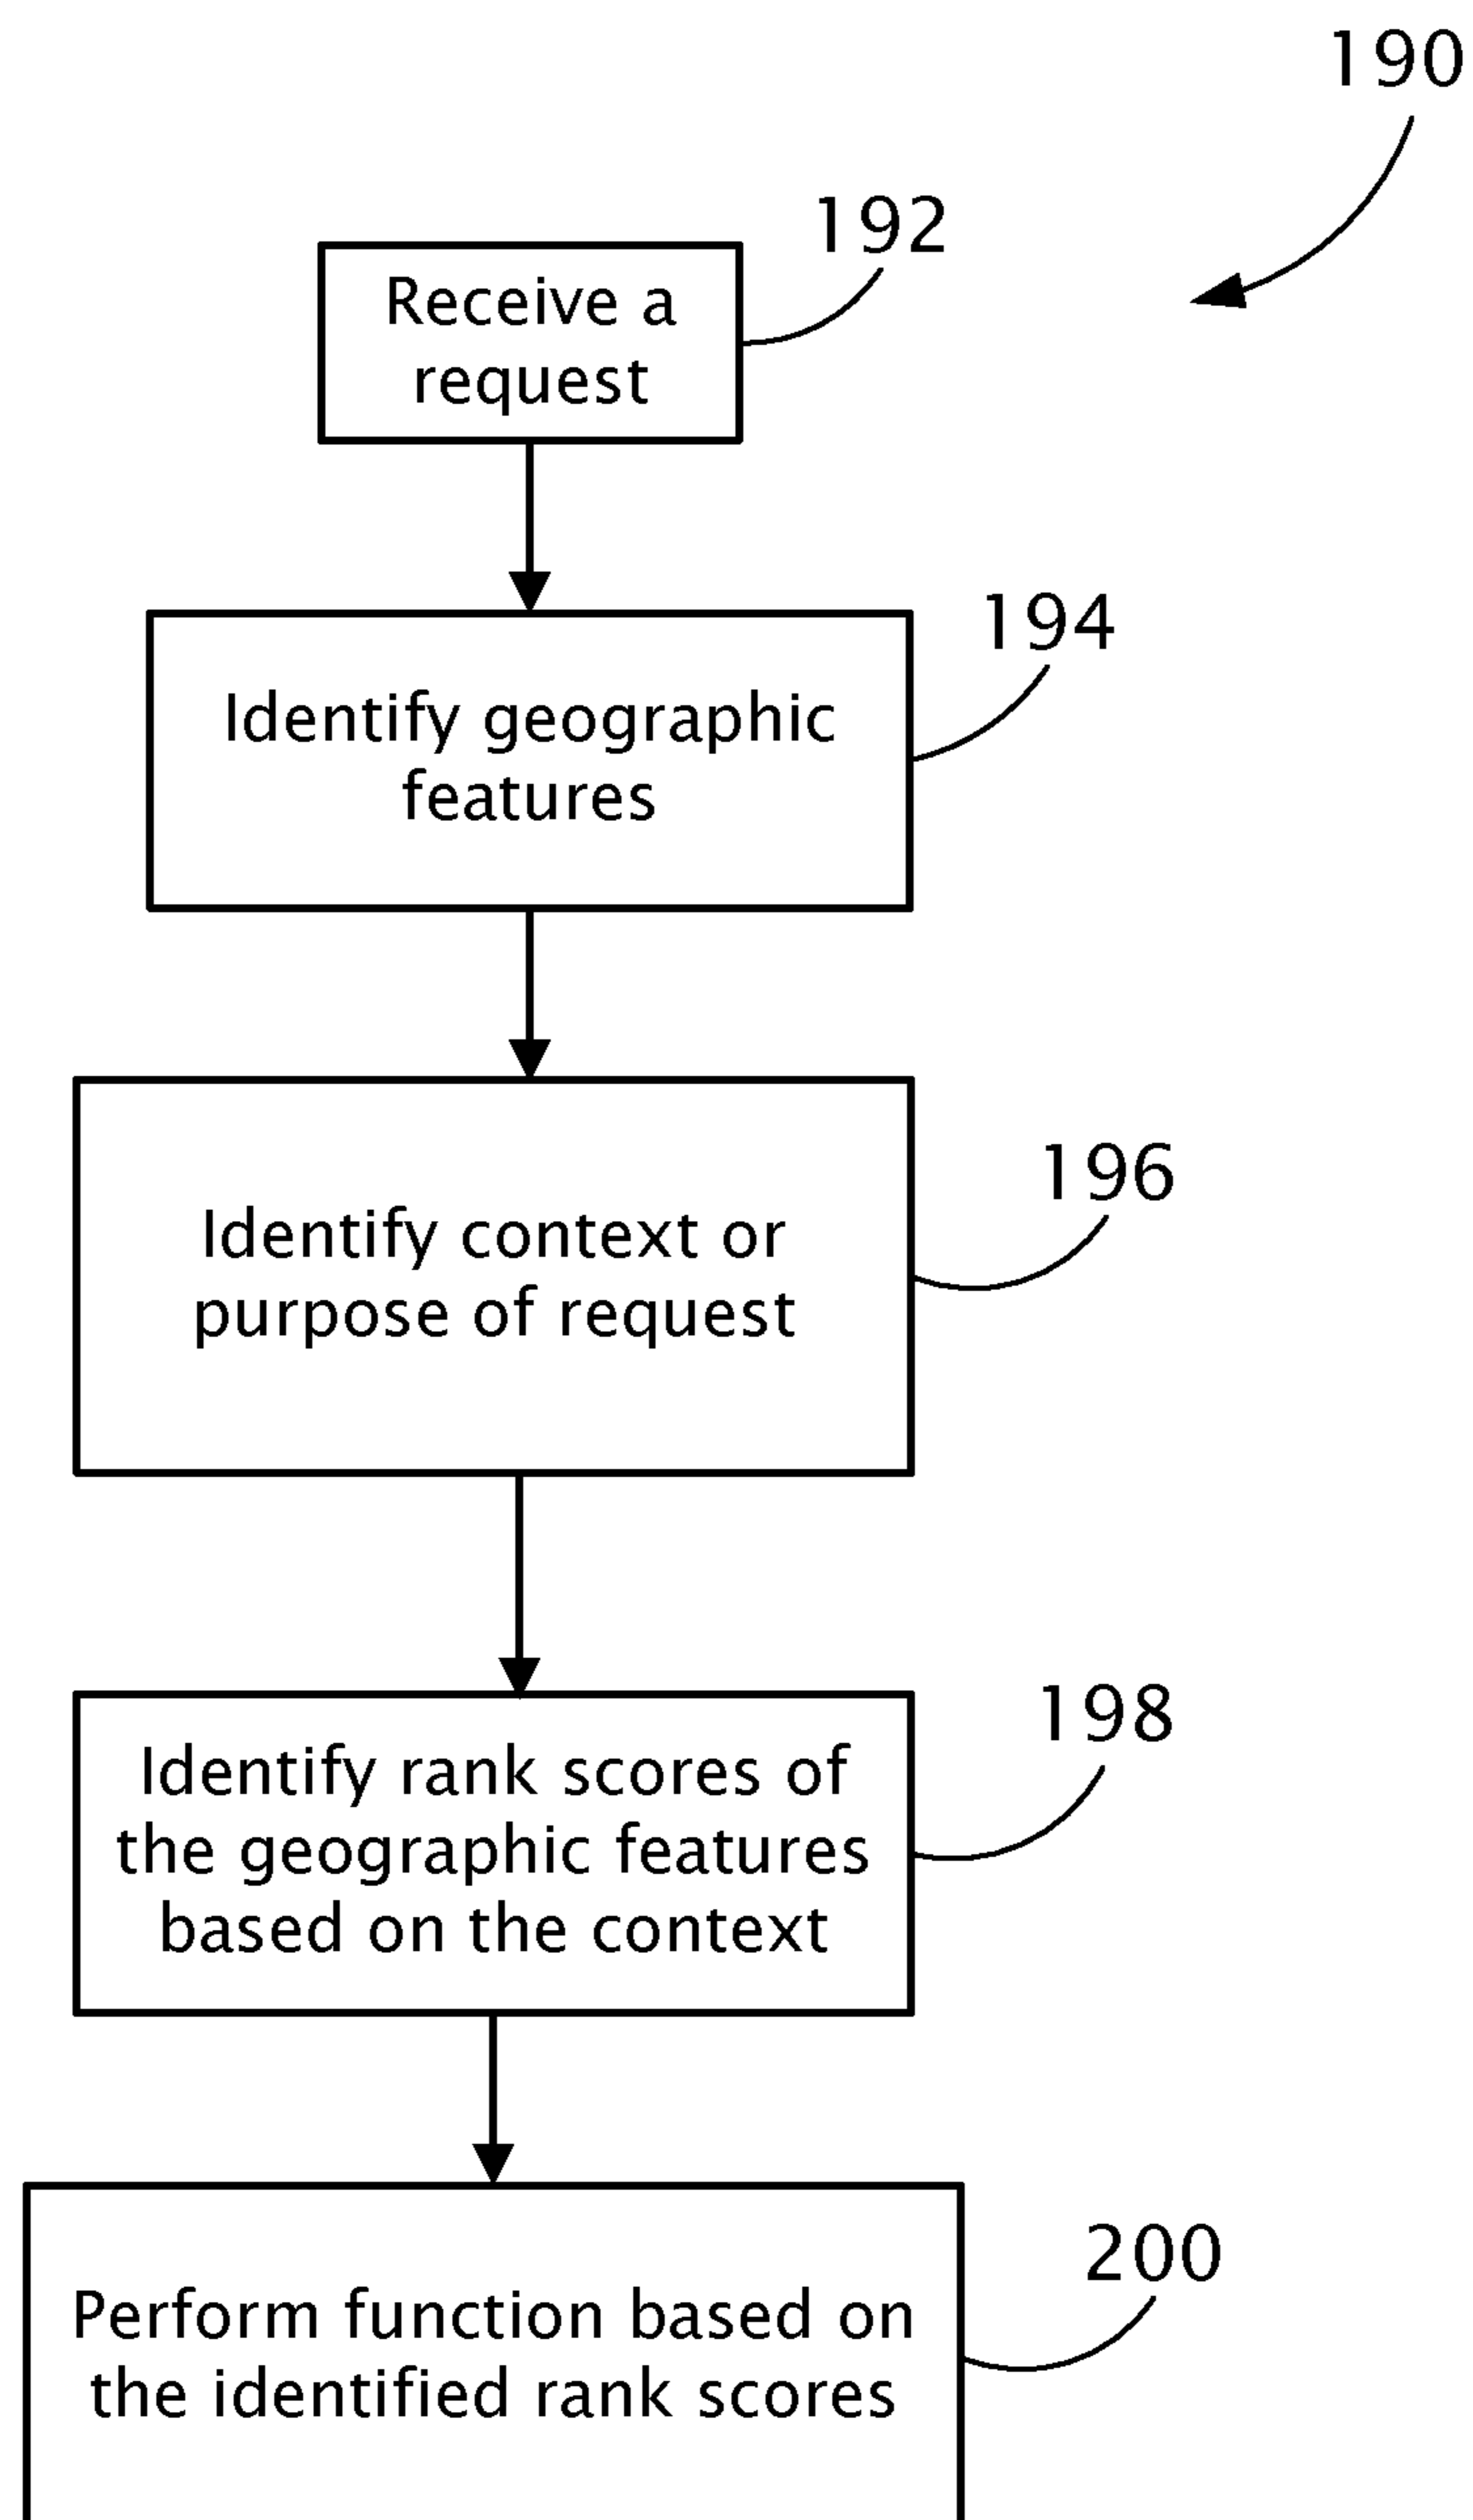 190
192
Receive a
request
194
Identify geographic
features
196
Identify context or
purpose of request
198
Identify rank scores of
the geographic features
based on the context
200
Perform function based on
the identified rank scores